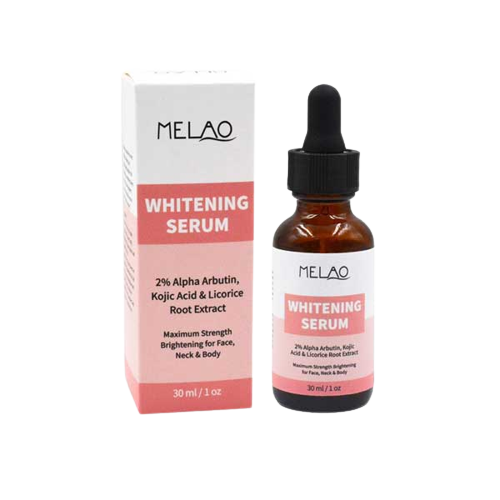 MELAO
WHITENING
SERUM
2% Alpha Arbutin,
Kojic Acid & Licorice
Root Extract
Maximum Strength
Brightening for Face,
Neck & Body
30 ml / 1 oz
MELAO
WHITENING
SERUM
2% Alpha Arbutin, Kojic
Acid & Licorice Root Extract
Maximum Strength Brightening
for Face, Neck & Body
30 ml / 1 oz